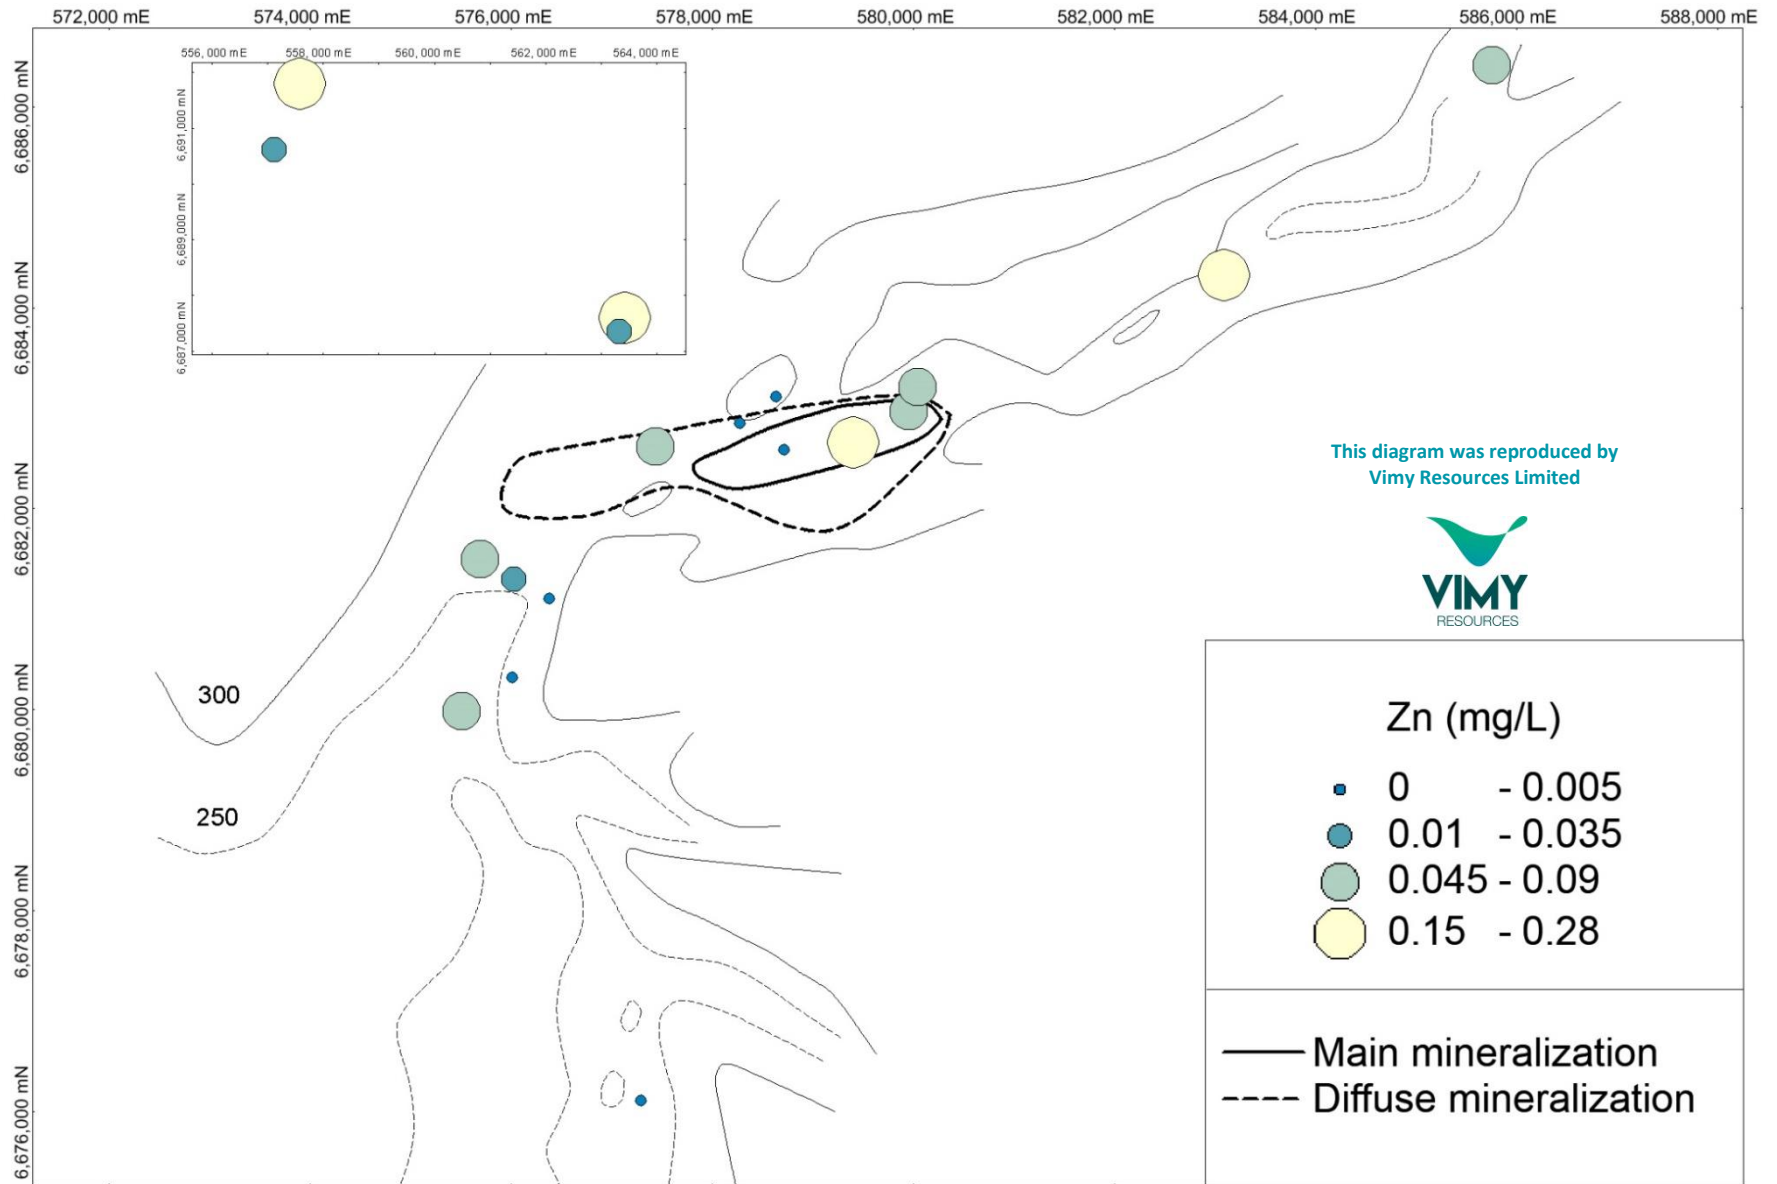 572,000 mE 574,000 mE 576,000 mE 578,000 mE 580,000 mE 582,000 mE 584,000 mE 586,000 mE 588,000 mE
556,000 mE 558,000 mE 560,000 mE 562,000 mE 564,000 mE
6,691,000 mN
6,689,000 mN
6,687,000 mN
6,686,000 mN
6,684,000 mN
6,682,000 mN
6,680,000 mN
6,678,000 mN
6,676,000 mN
300
250
This diagram was reproduced by
Vimy Resources Limited
VIMY
RESOURCES
Zn (mg/L)
0 - 0.005
0.01 - 0.035
0.045 - 0.09
0.15 - 0.28
Main mineralization
Diffuse mineralization